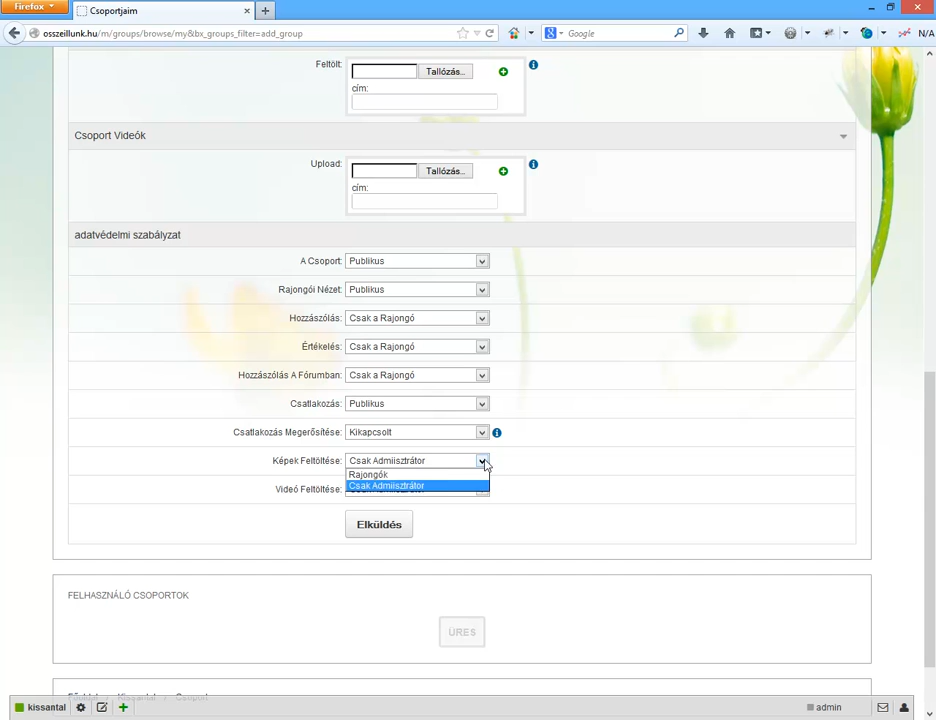 Firefox
Csoportjaim
osszeillunk.hu/m/groups/browse/my&bx_groups_filter=add_group
Google
N/A
Feltölt:
Tallózás...
cím:
Csoport Videók
Upload:
Tallózás...
cím:
adatvédelmi szabályzat
A Csoport: Publikus
Rajongói Nézet: Publikus
Hozzászólás: Csak a Rajongó
Értékelés: Csak a Rajongó
Hozzászólás A Fórumban: Csak a Rajongó
Csatlakozás: Publikus
Csatlakozás Megerősítése: Kikapcsolt
Képek Feltöltése: Csak Admiisztrátor
Rajongók
Csak Admiisztrátor
Videó Feltöltése:
Elküldés
FELHASZNÁLÓ CSOPORTOK
ÜRES
kissantal
admin